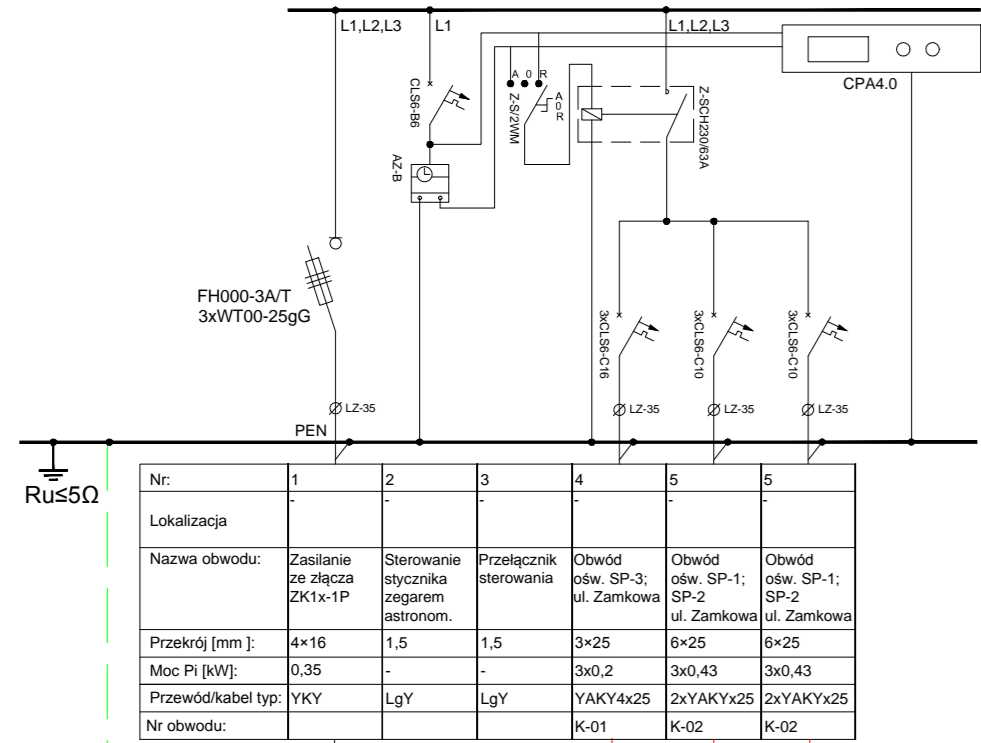 L1,L2,L3
L1
L1,L2,L3
CPA4.0
CLS6-B6
A 0 R
A
0
R
Z-S/2WM
Z-SCH230/63A
AZ-B
FH000-3A/T
3xWT00-25gG
3xCLS6-C16
3xCLS6-C10
3xCLS6-C10
LZ-35
LZ-35
LZ-35
LZ-35
PEN
Ru≤5Ω
Nr: 1 2 3 4 5 5
Lokalizacja - - - - - -
Nazwa obwodu:
Zasilanie
ze złącza
ZK1x-1P
Sterowanie
stycznika
zegarem
astronom.
Przełącznik
sterowania
Obwód
ośw. SP-3;
ul. Zamkowa
Obwód
ośw. SP-1;
SP-2
ul. Zamkowa
Obwód
ośw. SP-1;
SP-2
ul. Zamkowa
Przekrój [mm ]: 4×16 1,5 1,5 3×25 6×25 6×25
Moc Pi [kW]: 0,35 - - 3x0,2 3x0,43 3x0,43
Przewód/kabel typ: YKY LgY LgY YAKY4x25 2xYAKYx25 2xYAKYx25
Nr obwodu: K-01 K-02 K-02